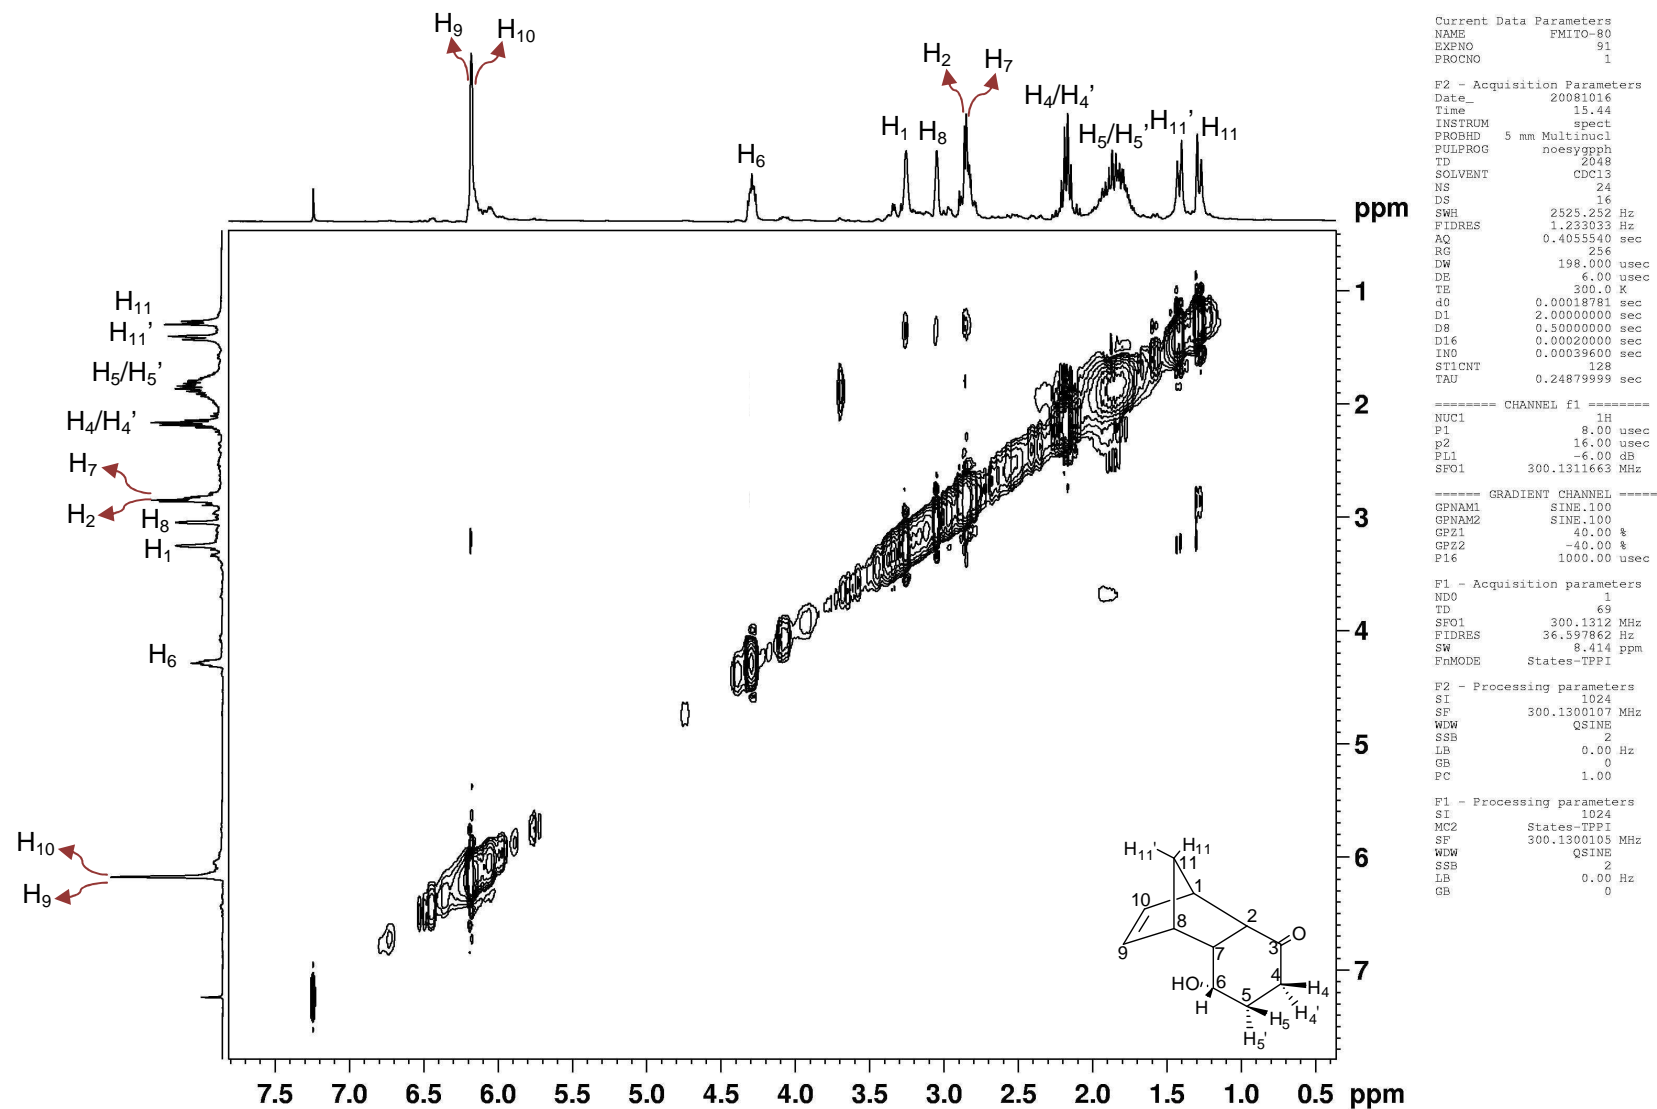 H9
H10
H6
H1
H8
H2
H7
H4/H4'
H5/H5'
H11'
H11
ppm
H11
H11'
H5/H5'
H4/H4'
H7
H2
H8
H1
H6
H10
H9
1
2
3
4
5
6
7
7.5 7.0 6.5 6.0 5.5 5.0 4.5 4.0 3.5 3.0 2.5 2.0 1.5 1.0 0.5 ppm
H11'
H11
11
1
10
2
O
8
3
9
7
4
H4
HO
6
5
H4'
H
H5
H5'
Current Data Parameters
NAME FMITO-80
EXPNO 91
PROCNO 1
F2 - Acquisition Parameters
Date_ 20081016
Time 15.44
INSTRUM spect
PROBHD 5 mm Multinucl
PULPROG noesygpph
TD 2048
SOLVENT CDCl3
NS 24
DS 16
SWH 2525.252 Hz
FIDRES 1.233033 Hz
AQ 0.4055540 sec
RG 256
DW 198.000 usec
DE 6.00 usec
TE 300.0 K
d0 0.00018781 sec
D1 2.00000000 sec
D8 0.50000000 sec
D16 0.00020000 sec
IN0 0.00039600 sec
ST1CNT 128
TAU 0.24879999 sec
======== CHANNEL f1 ========
NUC1 1H
P1 8.00 usec
p2 16.00 usec
PL1 -6.00 dB
SFO1 300.1311663 MHz
====== GRADIENT CHANNEL =====
GPNAM1 SINE.100
GPNAM2 SINE.100
GPZ1 40.00 %
GPZ2 -40.00 %
P16 1000.00 usec
F1 - Acquisition parameters
ND0 1
TD 69
SFO1 300.1312 MHz
FIDRES 36.597862 Hz
SW 8.414 ppm
FnMODE States-TPPI
F2 - Processing parameters
SI 1024
SF 300.1300107 MHz
WDW QSINE
SSB 2
LB 0.00 Hz
GB 0
PC 1.00
F1 - Processing parameters
SI 1024
MC2 States-TPPI
SF 300.1300105 MHz
WDW QSINE
SSB 2
LB 0.00 Hz
GB 0